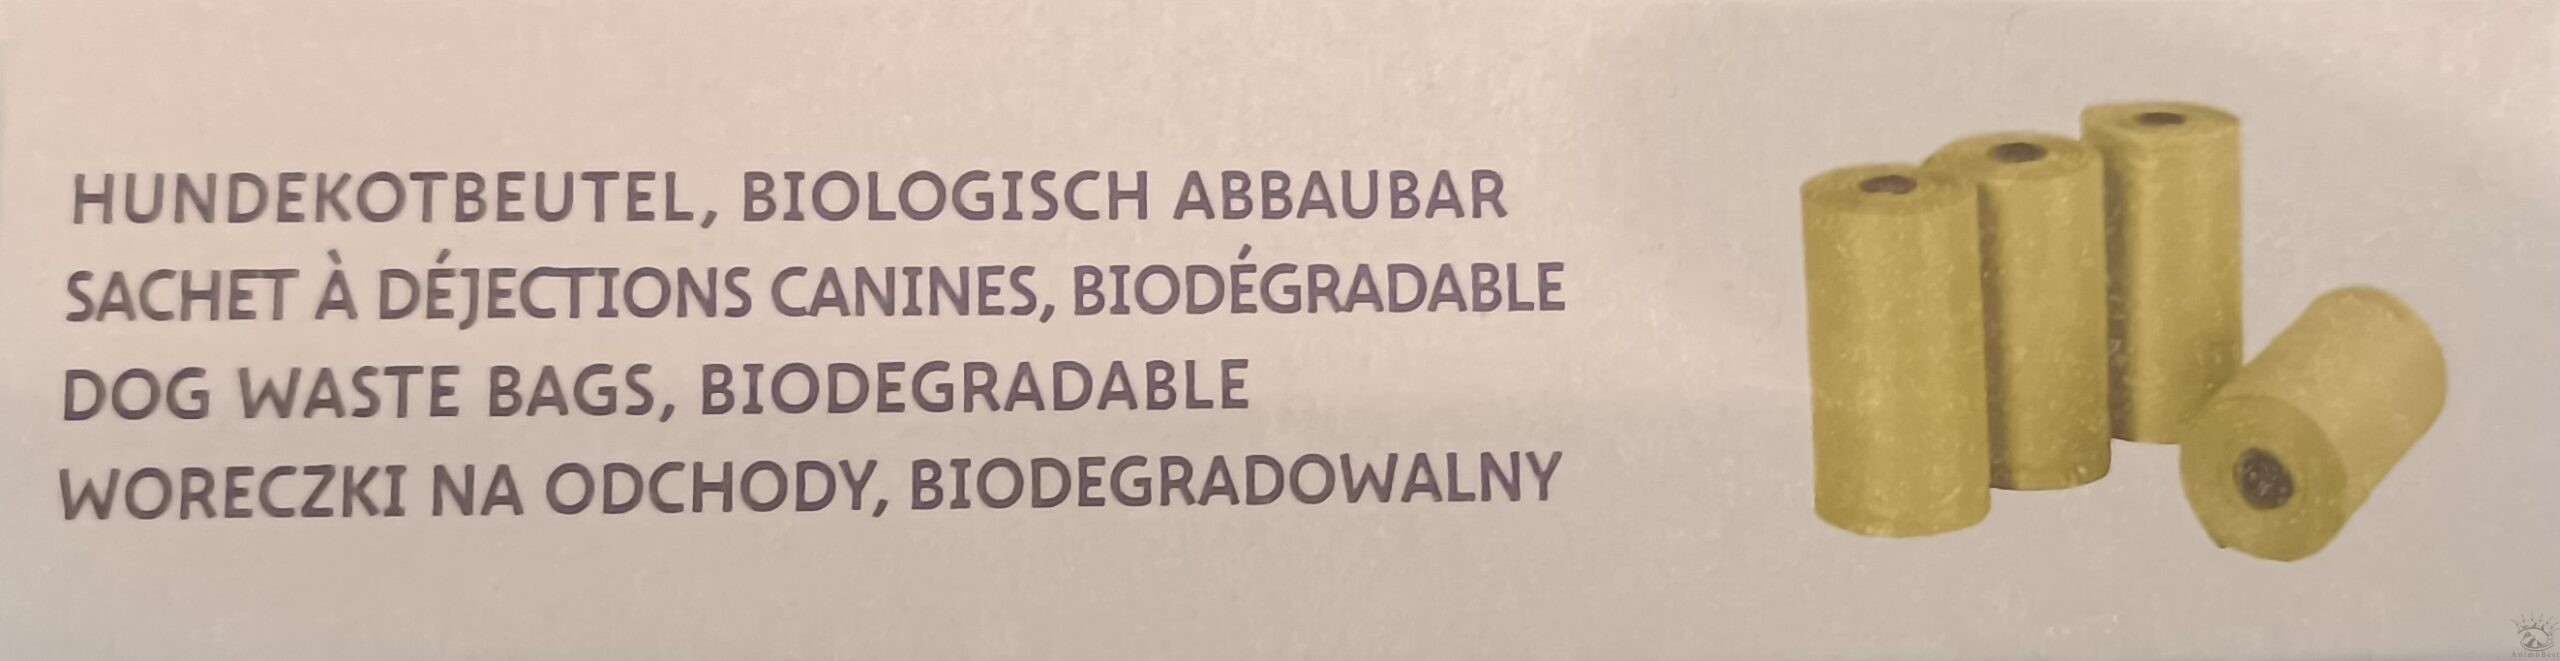 HUNDEKOTBEUTEL, BIOLOGISCH ABBAUBAR
SACHET À DÉJECTIONS CANINES, BIODÉGRADABLE
DOG WASTE BAGS, BIODEGRADABLE
WORECZKI NA ODCHODY, BIODEGRADOWALNY